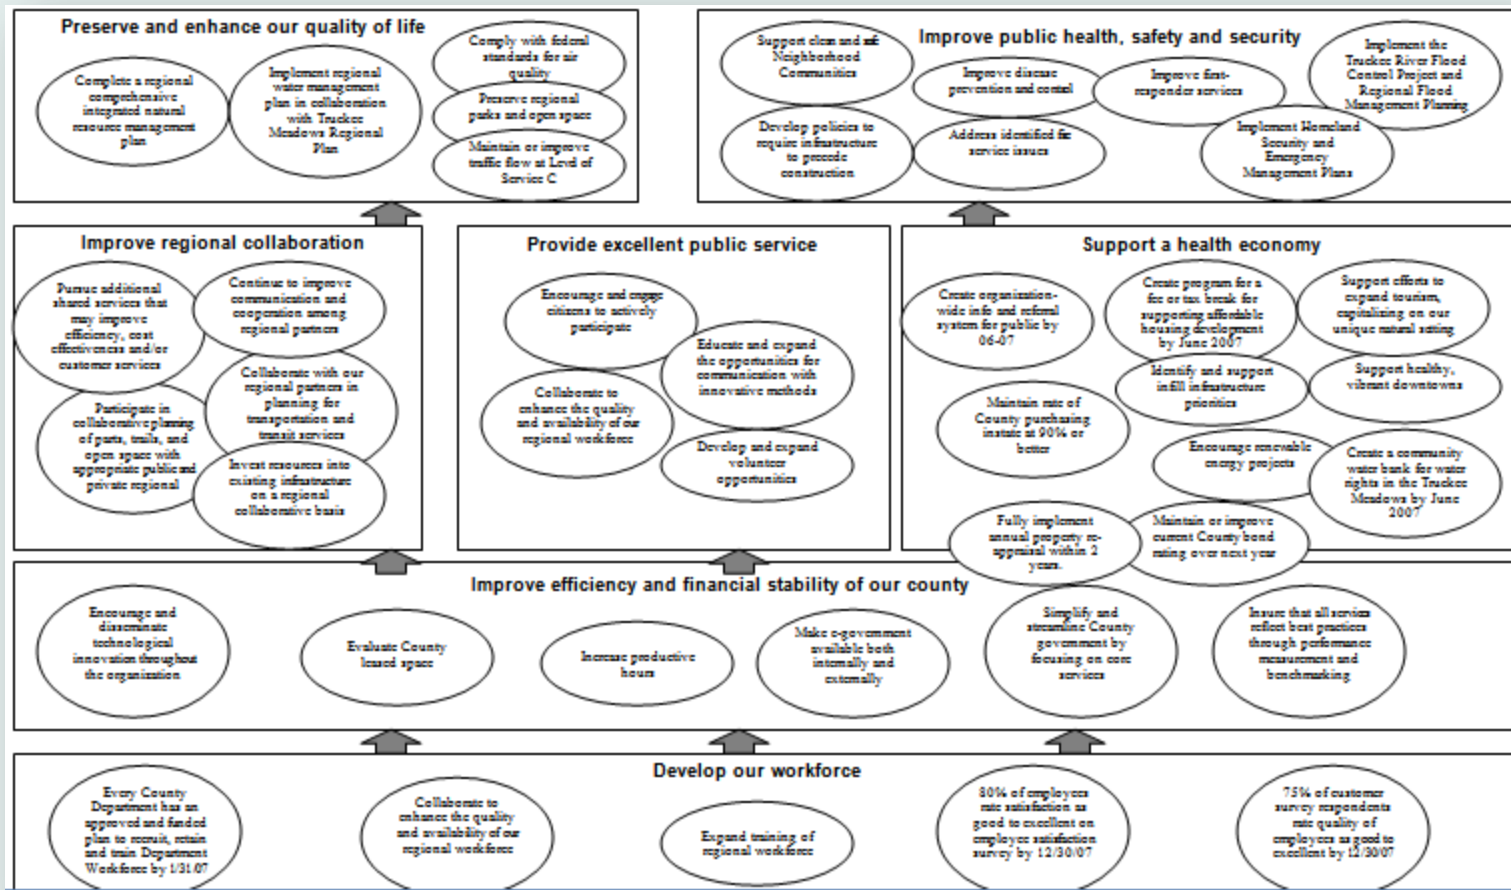 Preserve and enhance our quality of life
Complete a regional
comprehensive
integrated natural
resource management
plan
Implement regional
water management
plan in collaboration
with Truckee
Meadows Regional
Plan
Comply with federal
standards for air
quality
Preserve regional
parks and open space
Maintain or improve
traffic flow at Level of
Service C
Improve public health, safety and security
Support clean and safe
Neighborhood
Communities
Develop policies to
require infrastructure
to precede
construction
Improve disease
prevention and control
Address identified fire
service issues
Improve first-
responder services
Implement the
Truckee River Flood
Control Project and
Regional Flood
Management Planning
Implement Homeland
Security and
Emergency
Management Plans
Improve regional collaboration
Pursue additional
shared services that
may improve
efficiency, cost
effectiveness and/or
customer services
Continue to improve
communication and
cooperation among
regional partners
Participate in
collaborative planning
of parts, trails, and
open space with
appropriate public and
private regional
Collaborate with our
regional partners in
planning for
transportation and
transit services
Invest resources into
existing infrastructure
on a regional
collaborative basis
Provide excellent public service
Encourage and engage
citizens to actively
participate
Educate and expand
the opportunities for
communication with
innovative methods
Collaborate to
enhance the quality
and availability of our
regional workforce
Develop and expand
volunteer
opportunities
Support a health economy
Create organization-
wide info and referral
system for public by
06-07
Create program for a
fee or tax break for
supporting affordable
housing development
by June 2007
Support efforts to
expand tourism,
capitalizing on our
unique natural setting
Identify and support
infill infrastructure
priorities
Support healthy,
vibrant downtowns
Maintain rate of
County purchasing
instate at 90% or
better
Encourage renewable
energy projects
Create a community
water bank for water
rights in the Truckee
Meadows by June
2007
Fully implement
annual property re-
appraisal within 2
years.
Maintain or improve
current County bond
rating over next year
Improve efficiency and financial stability of our county
Encourage and
disseminate
technological
innovation throughout
the organization
Evaluate County
leased space
Increase productive
hours
Make e-government
available both
internally and
externally
Simplify and
streamline County
government by
focusing on core
services
Insure that all services
reflect best practices
through performance
measurement and
benchmarking
Develop our workforce
Every County
Department has an
approved and funded
plan to recruit, retain
and train Department
Workforce by 1/31/07
Collaborate to
enhance the quality
and availability of our
regional workforce
Expand training of
regional workforce
80% of employees
rate satisfaction as
good to excellent on
employee satisfaction
survey by 12/30/07
75% of customer
survey respondents
rate quality of
employees as good to
excellent by 12/30/07